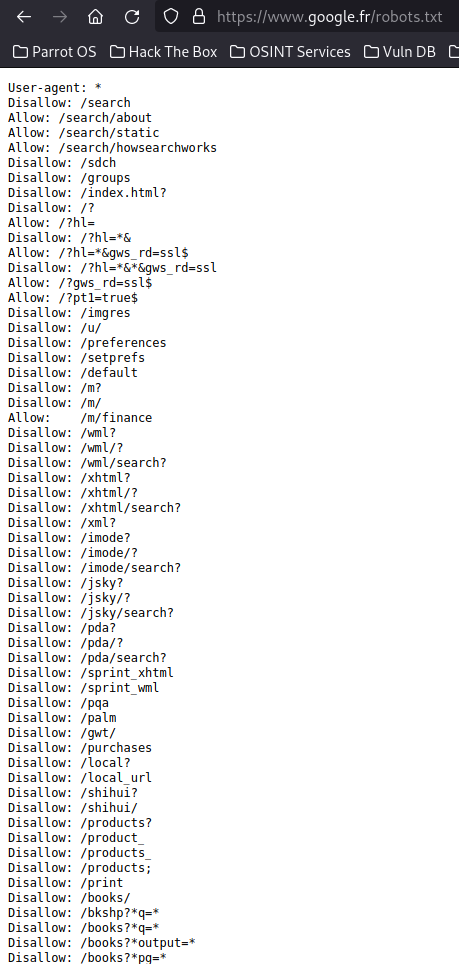 https://www.google.fr/robots.txt
Parrot OS Hack The Box OSINT Services Vuln DB
User-agent: *
Disallow: /search
Allow: /search/about
Allow: /search/static
Allow: /search/howsearchworks
Disallow: /sdch
Disallow: /groups
Disallow: /index.html?
Disallow: /?
Allow: /?hl=
Disallow: /?hl=*&
Allow: /?hl=*&gws_rd=ssl$
Disallow: /?hl=*&*&gws_rd=ssl
Allow: /?gws_rd=ssl$
Allow: /?pt1=true$
Disallow: /imgres
Disallow: /u/
Disallow: /preferences
Disallow: /setprefs
Disallow: /default
Disallow: /m?
Disallow: /m/
Allow:    /m/finance
Disallow: /wml?
Disallow: /wml/?
Disallow: /wml/search?
Disallow: /xhtml?
Disallow: /xhtml/?
Disallow: /xhtml/search?
Disallow: /xml?
Disallow: /imode?
Disallow: /imode/?
Disallow: /imode/search?
Disallow: /jsky?
Disallow: /jsky/?
Disallow: /jsky/search?
Disallow: /pda?
Disallow: /pda/?
Disallow: /pda/search?
Disallow: /sprint_xhtml
Disallow: /sprint_wml
Disallow: /pqa
Disallow: /palm
Disallow: /gwt/
Disallow: /purchases
Disallow: /local?
Disallow: /local_url
Disallow: /shihui?
Disallow: /shihui/
Disallow: /products?
Disallow: /product_
Disallow: /products_
Disallow: /products;
Disallow: /print
Disallow: /books/
Disallow: /bkshp?*q=*
Disallow: /books?*q=*
Disallow: /books?*output=*
Disallow: /books?*pg=*